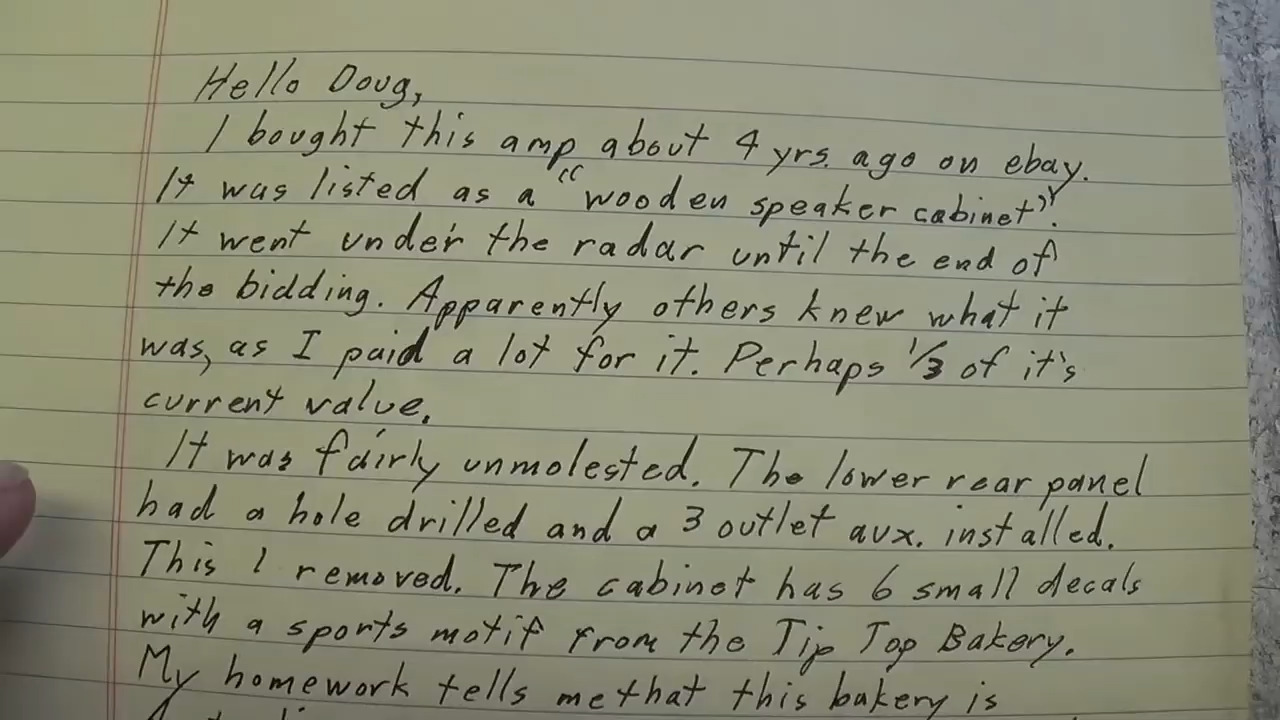 Hello Doug,
I bought this amp about 4 yrs. ago on ebay.
It was listed as a "wooden speaker cabinet".
It went under the radar until the end of
the bidding. Apparently others knew what it
was, as I paid a lot for it. Perhaps 1/3 of it's
current value.
It was fairly unmolested. The lower rear panel
had a hole drilled and a 3 outlet aux. installed.
This I removed. The cabinet has 6 small decals
with a sports motif from the Tip Top Bakery.
My homework tells me that this bakery is